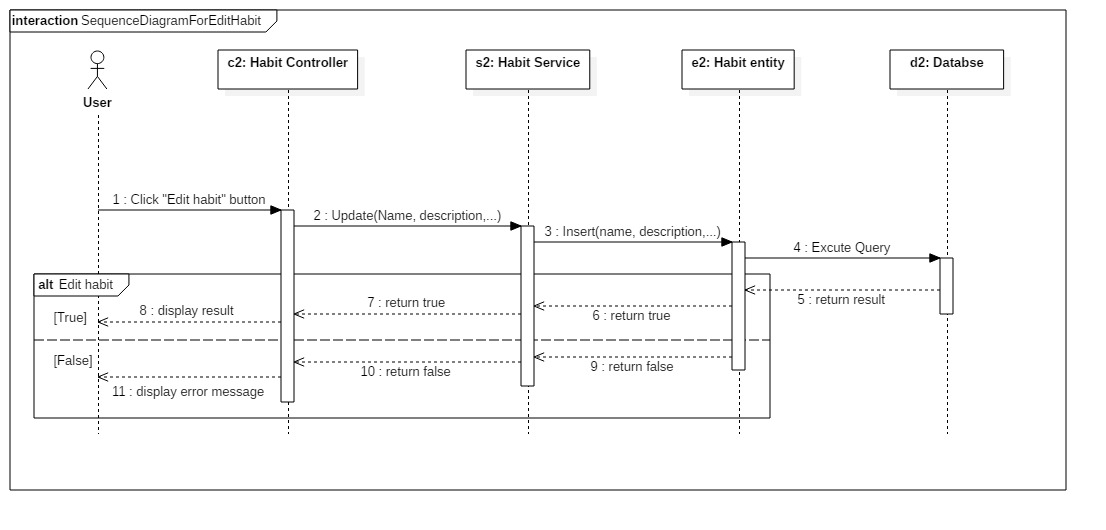 interaction SequenceDiagramForEditHabit
User
c2: Habit Controller
s2: Habit Service
e2: Habit entity
d2: Databse
1 : Click "Edit habit" button
2 : Update(Name, description,...)
3 : Insert(name, description,...)
4 : Excute Query
alt Edit habit
5 : return result
6 : return true
7 : return true
8 : display result
[True]
[False]
9 : return false
10 : return false
11 : display error message